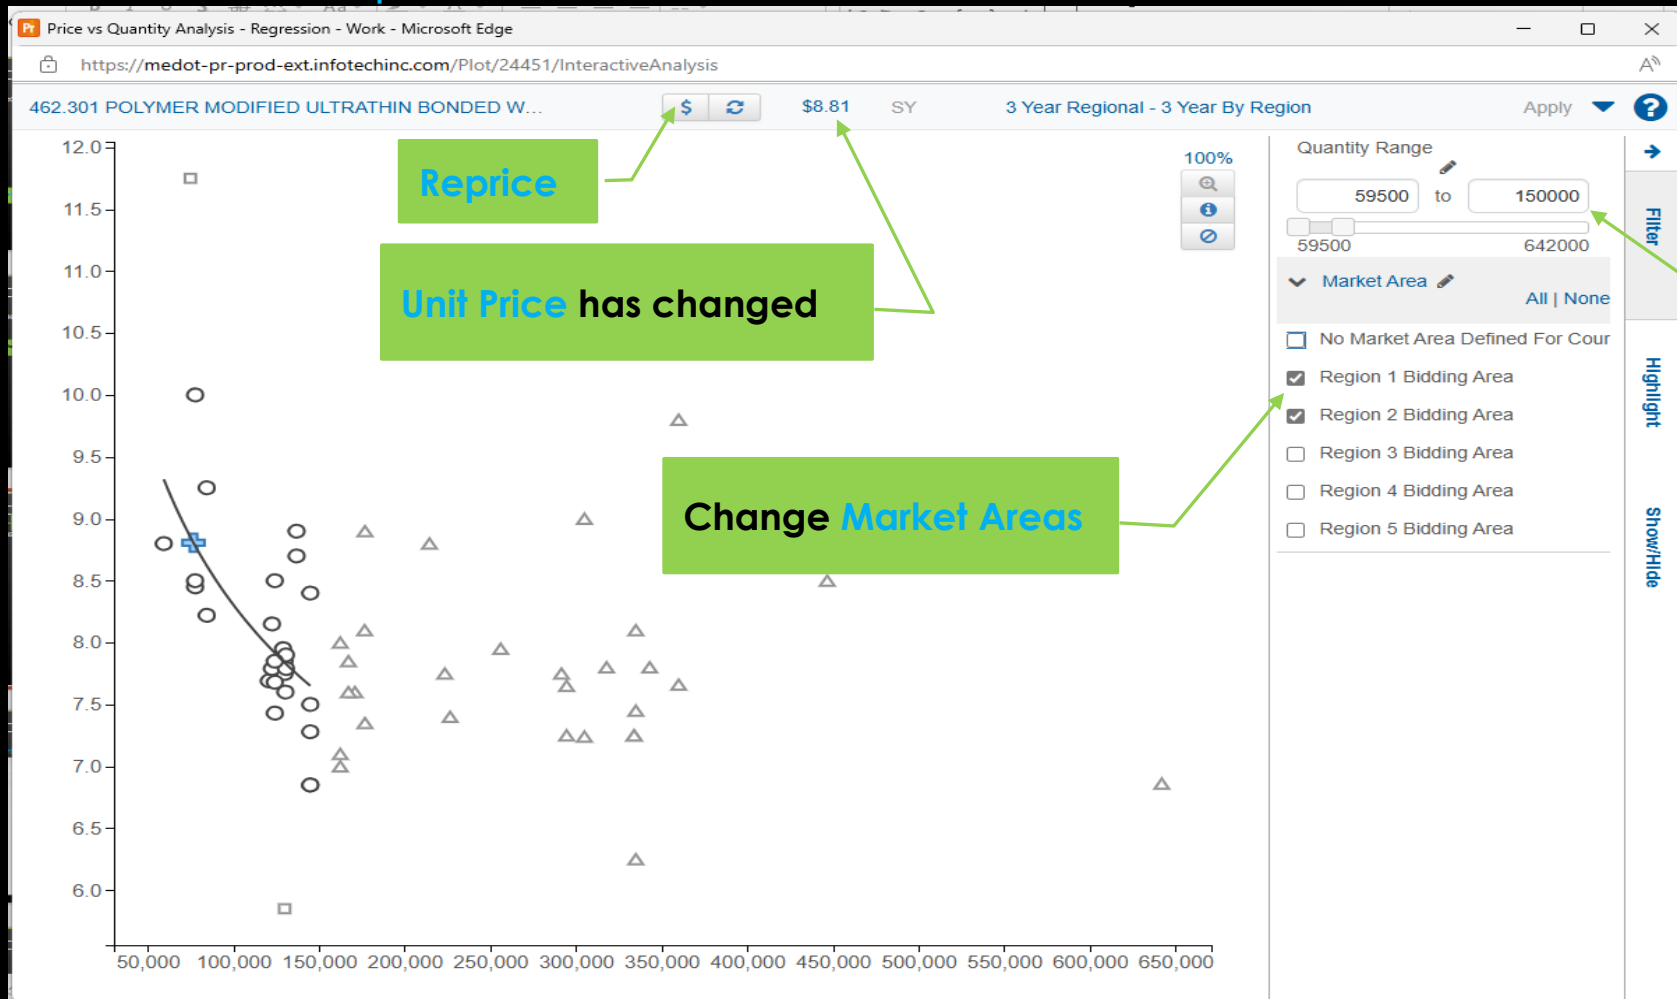 Price vs Quantity Analysis - Regression - Work - Microsoft Edge
https://medot-pr-prod-ext.infotechinc.com/Plot/24451/InteractiveAnalysis
462.301 POLYMER MODIFIED ULTRATHIN BONDED W...
$
$8.81
SY
3 Year Regional - 3 Year By Region
Apply
?
12.0
11.5
11.0
10.5
10.0
9.5
9.0
8.5
8.0
7.5
7.0
6.5
6.0
50,000 100,000 150,000 200,000 250,000 300,000 350,000 400,000 450,000 500,000 550,000 600,000 650,000
Reprice
Unit Price has changed
Change Market Areas
100%
Quantity Range
59500 to 150000
59500 642000
Market Area
All | None
No Market Area Defined For Cour
Region 1 Bidding Area
Region 2 Bidding Area
Region 3 Bidding Area
Region 4 Bidding Area
Region 5 Bidding Area
Filter
Highlight
Show/Hide